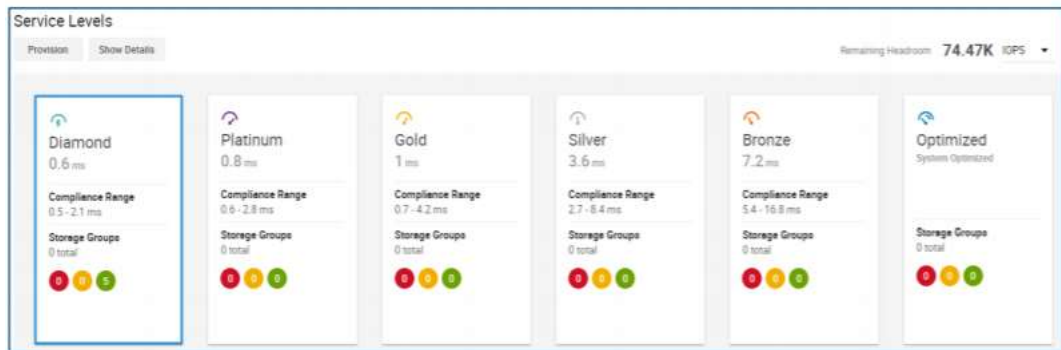 Service Levels
Provision Show Details Remaining Headroom 74.47K IOPS
Diamond
0.6 ms
Compliance Range
0.5 - 2.1 ms
Storage Groups
0 total
0 0 5
Platinum
0.8 ms
Compliance Range
0.6 - 2.8 ms
Storage Groups
0 total
0 0 0
Gold
1 ms
Compliance Range
0.7 - 4.2 ms
Storage Groups
0 total
0 0 0
Silver
3.6 ms
Compliance Range
2.7 - 8.4 ms
Storage Groups
0 total
0 0 0
Bronze
7.2 ms
Compliance Range
5.4 - 16.8 ms
Storage Groups
0 total
0 0 0
Optimized
System Optimized
Storage Groups
0 total
0 0 0